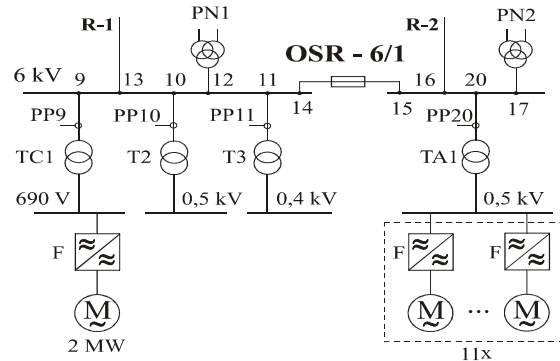 PN1
PN2
R-1
R-2
OSR - 6/1
6 kV
9
13
10
12
11
14
15
16
20
17
PP9
PP10
PP11
PP20
TC1
T2
T3
TA1
690 V
0,5 kV
0,4 kV
0,5 kV
F
F
F
M
M
...
M
2 MW
11x